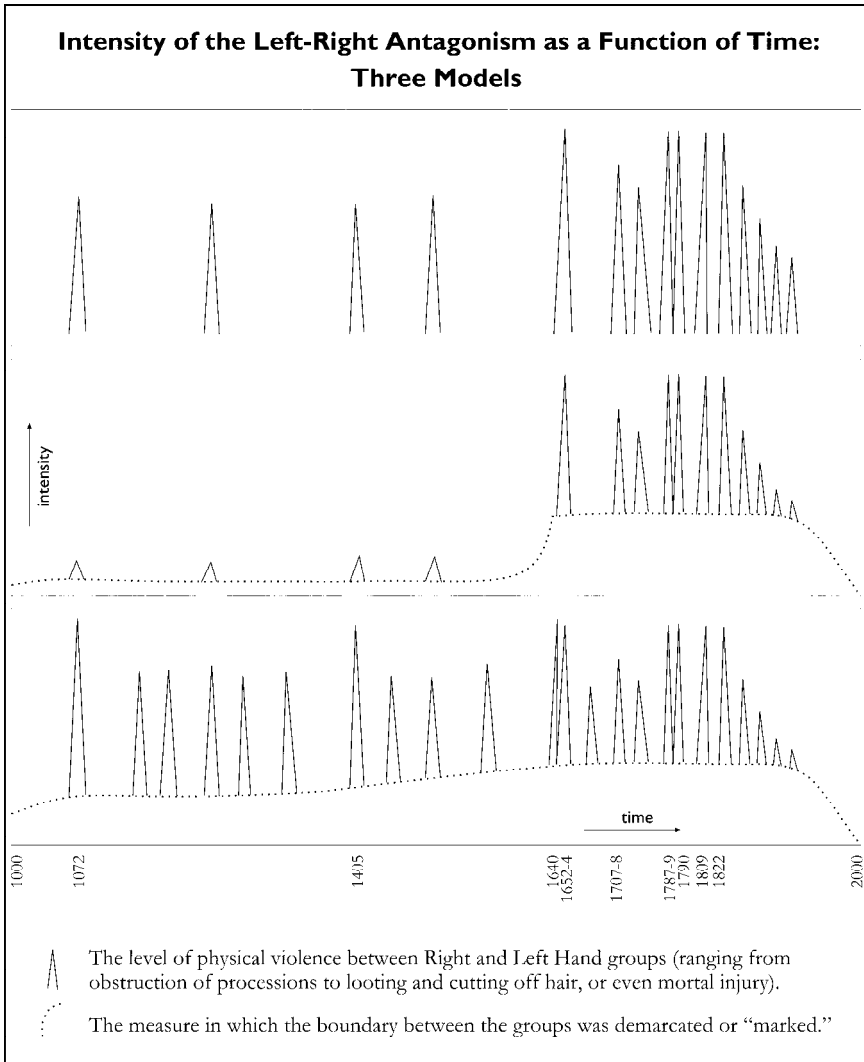 Intensity of the Left-Right Antagonism as a Function of Time:
Three Models
intensity
time
1000
1072
1405
1640
1652-4
1707-8
1787-9
1790
1809
1822
2000
The level of physical violence between Right and Left Hand groups (ranging from
obstruction of processions to looting and cutting off hair, or even mortal injury).
The measure in which the boundary between the groups was demarcated or “marked.”